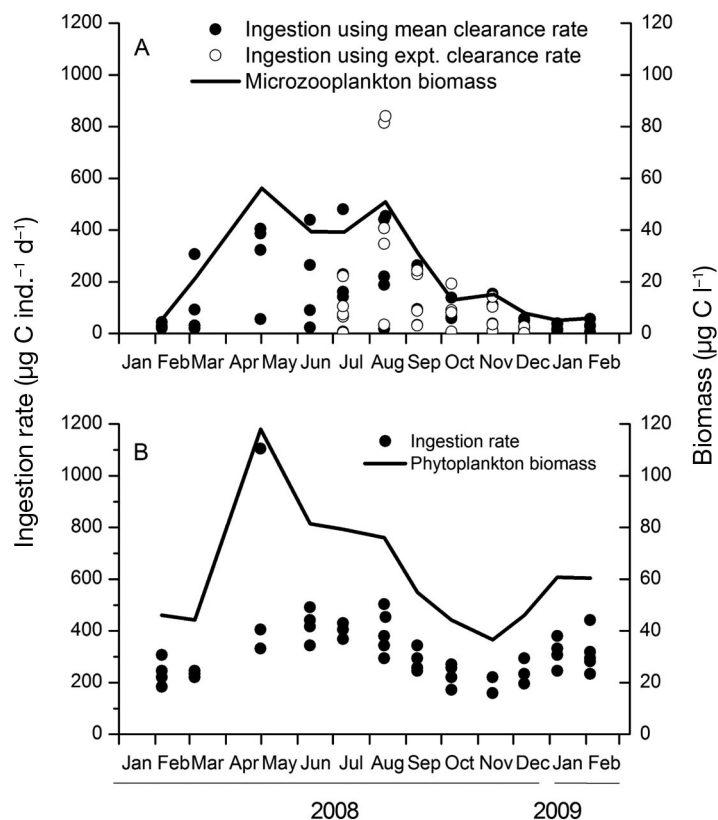 1200
1000
800
600
400
200
0
A
Ingestion using mean clearance rate
Ingestion using expt. clearance rate
Microzooplankton biomass
120
100
80
60
40
20
0
Jan Feb Mar Apr May Jun Jul Aug Sep Oct Nov Dec Jan Feb
Ingestion rate (µg C ind.⁻¹ d⁻¹)
Biomass (µg C l⁻¹)
1200
1000
800
600
400
200
0
B
Ingestion rate
Phytoplankton biomass
120
100
80
60
40
20
0
Jan Feb Mar Apr May Jun Jul Aug Sep Oct Nov Dec Jan Feb
2008 2009